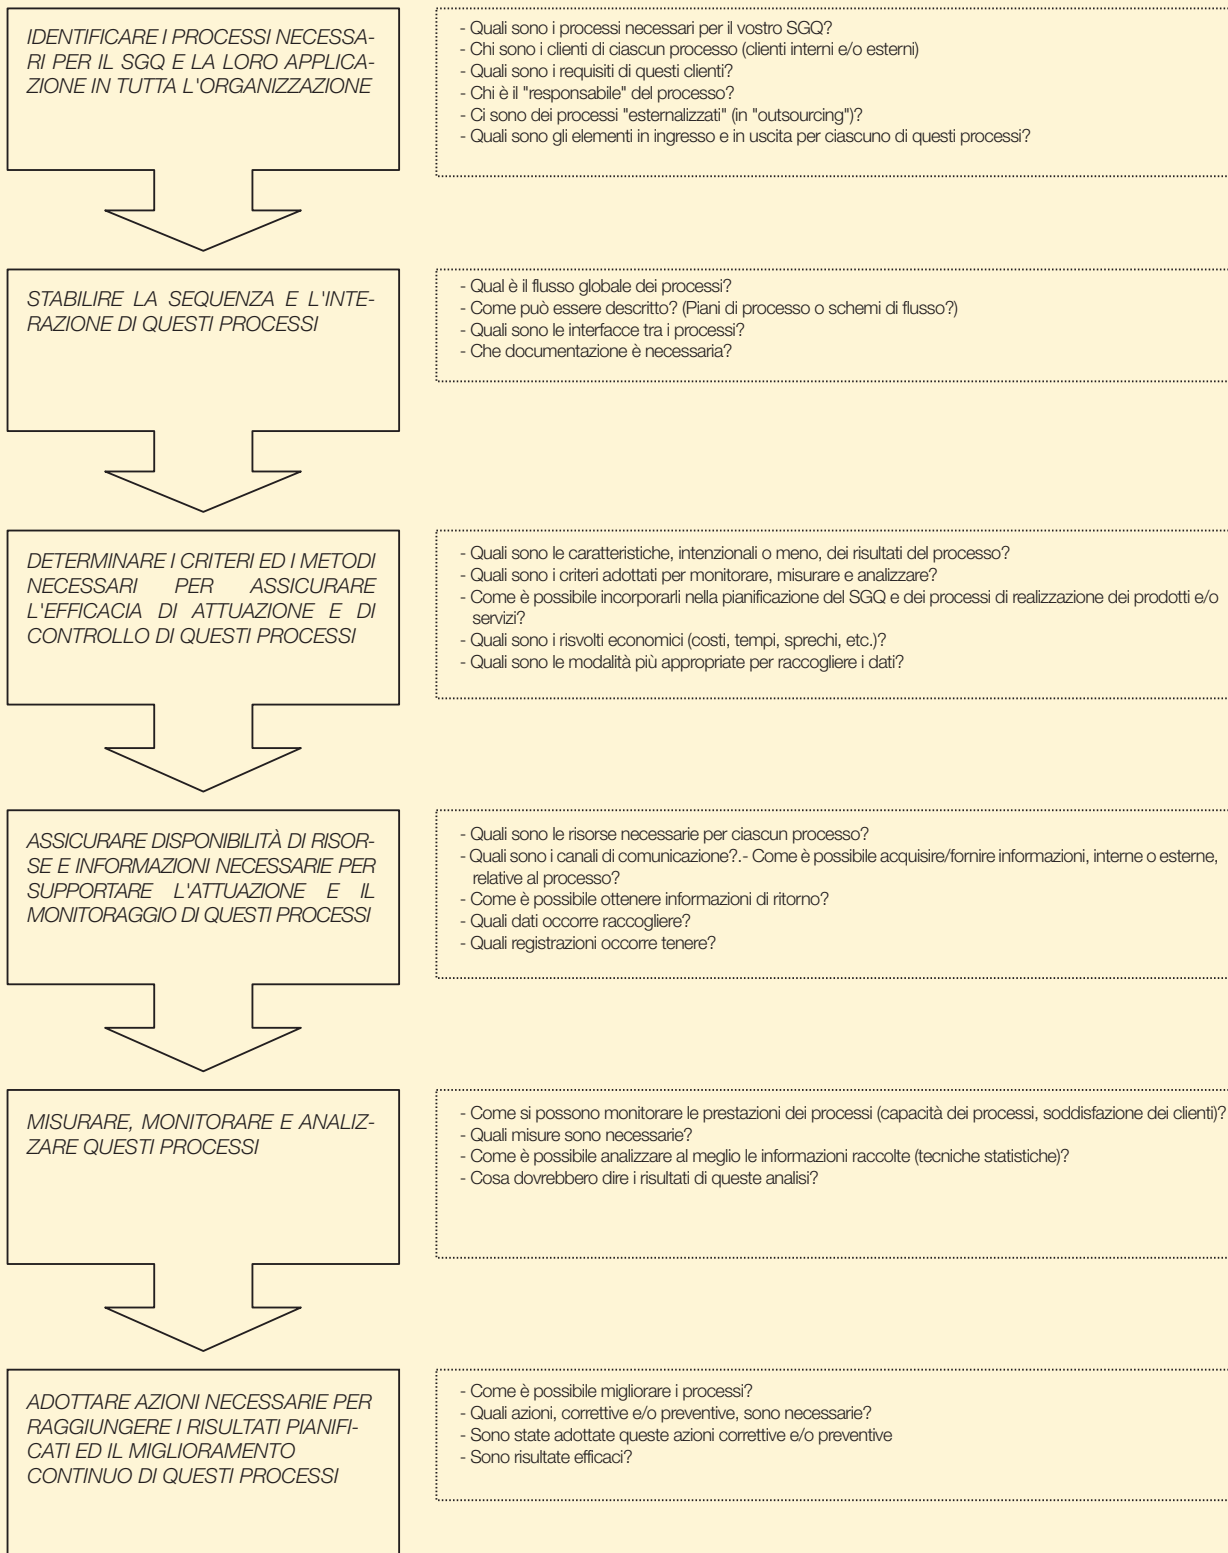 IDENTIFICARE I PROCESSI NECESSA-
RI PER IL SGQ E LA LORO APPLICA-
ZIONE IN TUTTA L'ORGANIZZAZIONE
- Quali sono i processi necessari per il vostro SGQ?
- Chi sono i clienti di ciascun processo (clienti interni e/o esterni)
- Quali sono i requisiti di questi clienti?
- Chi è il "responsabile" del processo?
- Ci sono dei processi "esternalizzati" (in "outsourcing")?
- Quali sono gli elementi in ingresso e in uscita per ciascuno di questi processi?
STABILIRE LA SEQUENZA E L'INTE-
RAZIONE DI QUESTI PROCESSI
- Qual è il flusso globale dei processi?
- Come può essere descritto? (Piani di processo o schemi di flusso?)
- Quali sono le interfacce tra i processi?
- Che documentazione è necessaria?
DETERMINARE I CRITERI ED I METODI
NECESSARI PER ASSICURARE
L'EFFICACIA DI ATTUAZIONE E DI
CONTROLLO DI QUESTI PROCESSI
- Quali sono le caratteristiche, intenzionali o meno, dei risultati del processo?
- Quali sono i criteri adottati per monitorare, misurare e analizzare?
- Come è possibile incorporarli nella pianificazione del SGQ e dei processi di realizzazione dei prodotti e/o
servizi?
- Quali sono i risvolti economici (costi, tempi, sprechi, etc.)?
- Quali sono le modalità più appropriate per raccogliere i dati?
ASSICURARE DISPONIBILITÀ DI RISOR-
SE E INFORMAZIONI NECESSARIE PER
SUPPORTARE L'ATTUAZIONE E IL
MONITORAGGIO DI QUESTI PROCESSI
- Quali sono le risorse necessarie per ciascun processo?
- Quali sono i canali di comunicazione?.- Come è possibile acquisire/fornire informazioni, interne o esterne,
relative al processo?
- Come è possibile ottenere informazioni di ritorno?
- Quali dati occorre raccogliere?
- Quali registrazioni occorre tenere?
MISURARE, MONITORARE E ANALIZ-
ZARE QUESTI PROCESSI
- Come si possono monitorare le prestazioni dei processi (capacità dei processi, soddisfazione dei clienti)?
- Quali misure sono necessarie?
- Come è possibile analizzare al meglio le informazioni raccolte (tecniche statistiche)?
- Cosa dovrebbero dire i risultati di queste analisi?
ADOTTARE AZIONI NECESSARIE PER
RAGGIUNGERE I RISULTATI PIANIFI-
CATI ED IL MIGLIORAMENTO
CONTINUO DI QUESTI PROCESSI
- Come è possibile migliorare i processi?
- Quali azioni, correttive e/o preventive, sono necessarie?
- Sono state adottate queste azioni correttive e/o preventive
- Sono risultate efficaci?